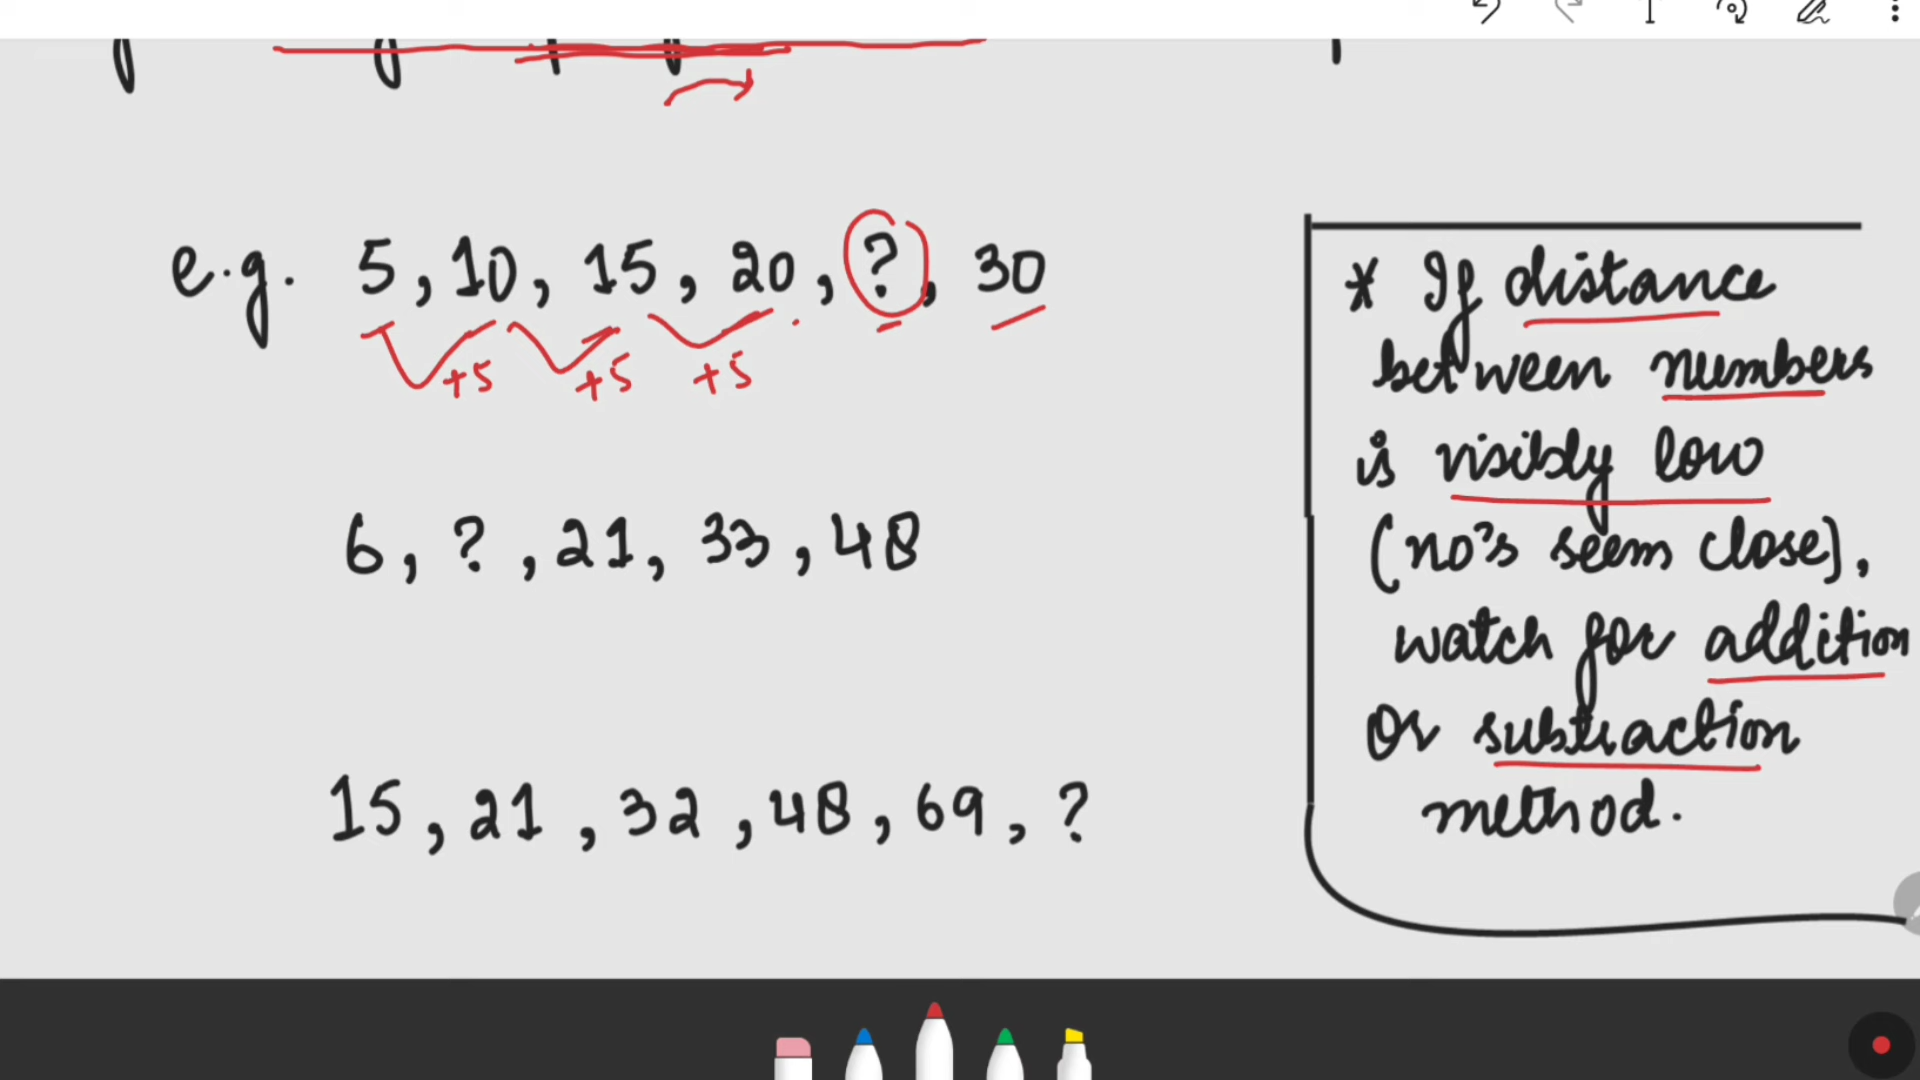 e.g. 5, 10, 15, 20, ?, 30
+5 +5 +5
6, ?, 21, 33, 48
15, 21, 32, 48, 69, ?
* If distance
between numbers
is visibly low
(no's seem close),
watch for addition
Or subtraction
method.